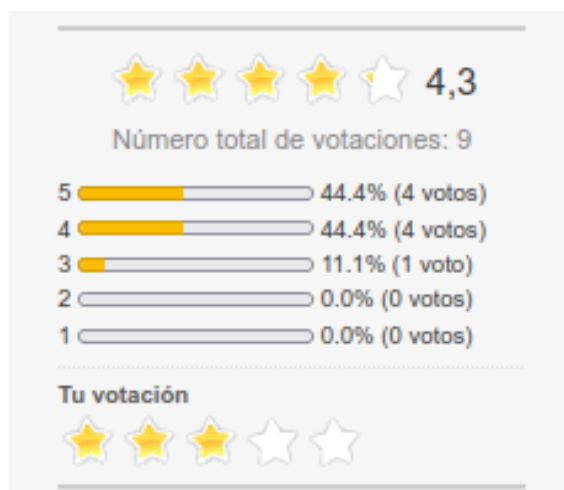 4,3
Número total de votaciones: 9
5 44.4% (4 votos)
4 44.4% (4 votos)
3 11.1% (1 voto)
2 0.0% (0 votos)
1 0.0% (0 votos)
Tu votación